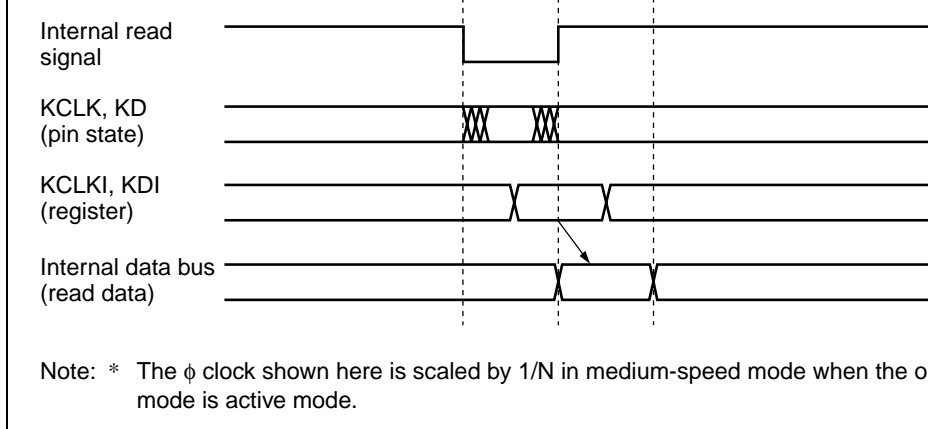 Internal read
signal
KCLK, KD
(pin state)
KCLKI, KDI
(register)
Internal data bus
(read data)
Note: * The ϕ clock shown here is scaled by 1/N in medium-speed mode when the
mode is active mode.